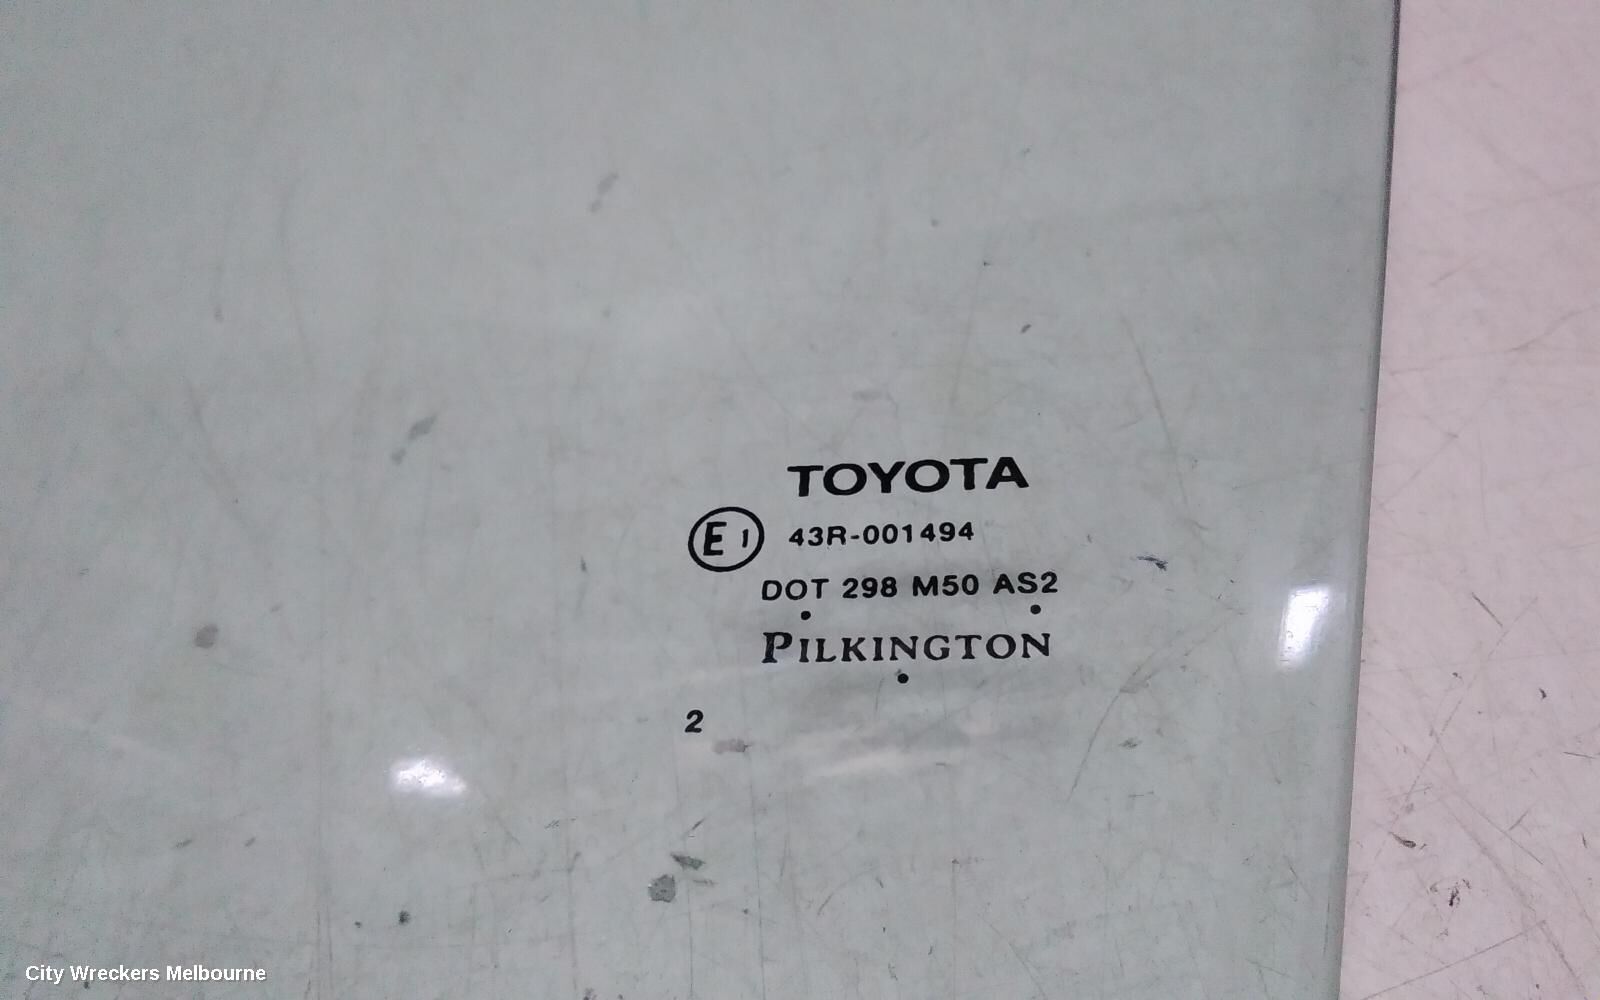 TOYOTA
E1 43R-001494
DOT 298 M50 AS2
PILKINGTON
2
City Wreckers Melbourne